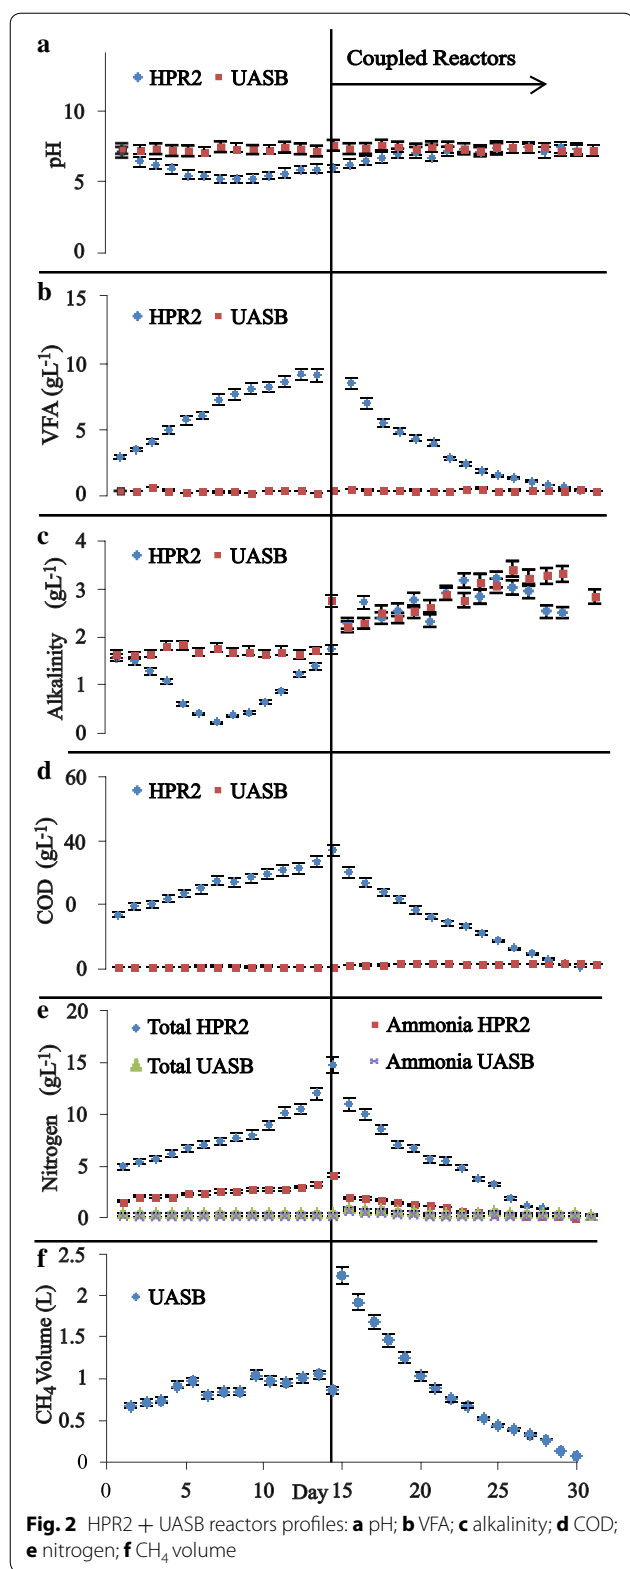 a
Coupled Reactors
HPR2 UASB
10
5
0
pH
b
15
HPR2 UASB
10
5
0
VFA (gL-1)
c
4
HPR2 UASB
3
2
1
0
Alkalinity (gL-1)
d
60
HPR2 UASB
40
0
0
COD (gL-1)
e
20
Total HPR2 Ammonia HPR2
Total UASB Ammonia UASB
15
10
5
0
Nitrogen (gL-1)
f
2.5
UASB
2
1.5
1
0.5
0
CH4 Volume (L)
0 5 10 Day 15 20 25 30
Fig. 2 HPR2 + UASB reactors profiles: a pH; b VFA; c alkalinity; d COD;
e nitrogen; f CH4 volume